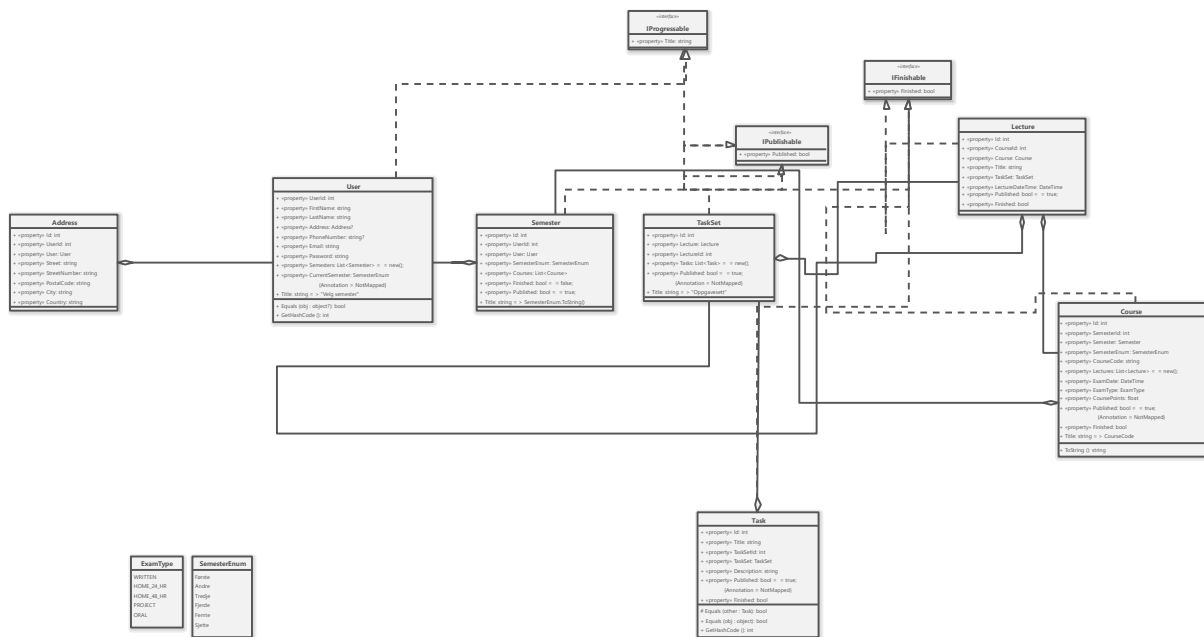 «interface»
IProgressable
+ «property» Title: string
«interface»
IFinishable
+ «property» Finished: bool
«interface»
IPublishable
+ «property» Published: bool
Lecture
+ «property» Id: int
+ «property» CourseId: int
+ «property» Course: Course
+ «property» Title: string
+ «property» TaskSet: TaskSet
+ «property» LectureDateTime: DateTime
+ «property» Published: bool = = true;
+ «property» Finished: bool
User
+ «property» UserId: int
+ «property» FirstName: string
+ «property» LastName: string
+ «property» Address: Address?
+ «property» PhoneNumber: string?
+ «property» Email: string
+ «property» Password: string
+ «property» Semesters: List<Semester> = = new();
+ «property» CurrentSemester: SemesterEnum
(Annotation = NotMapped)
+ Title: string = > "Velg semester"
+ Equals (obj : object?): bool
+ GetHashCode (): int
Address
+ «property» Id: int
+ «property» UserId: int
+ «property» User: User
+ «property» Street: string
+ «property» StreetNumber: string
+ «property» PostalCode: string
+ «property» City: string
+ «property» Country: string
Semester
+ «property» Id: int
+ «property» UserId: int
+ «property» User: User
+ «property» SemesterEnum: SemesterEnum
+ «property» Courses: List<Course>
+ «property» Finished: bool = = false;
+ «property» Published: bool = = true;
+ «property» Title: string = > SemesterEnum.ToString()
TaskSet
+ «property» Id: int
+ «property» Lecture: Lecture
+ «property» LectureId: int
+ «property» Tasks: List<Task> = = new();
+ «property» Published: bool = = true;
(Annotation = NotMapped)
+ Title: string = > "Oppgavesett"
Course
+ «property» Id: int
+ «property» SemesterId: int
+ «property» Semester: Semester
+ «property» SemesterEnum: SemesterEnum
+ «property» CourseCode: string
+ «property» Lectures: List<Lecture> = = new();
+ «property» ExamDate: DateTime
+ «property» ExamType: ExamType
+ «property» CoursePoints: float
+ «property» Published: bool = = true;
(Annotation = NotMapped)
+ «property» Finished: bool
+ Title: string = > CourseCode
+ ToString (): string
Task
+ «property» Id: int
+ «property» Title: string
+ «property» TaskSetId: int
+ «property» TaskSet: TaskSet
+ «property» Description: string
+ «property» Published: bool = = true;
(Annotation = NotMapped)
+ «property» Finished: bool
# Equals (other : Task): bool
+ Equals (obj : object): bool
+ GetHashCode (): int
ExamType
WRITTEN
HOME_24_HR
HOME_48_HR
PROJECT
ORAL
SemesterEnum
Første
Andre
Tredje
Fjerde
Femte
Sjette